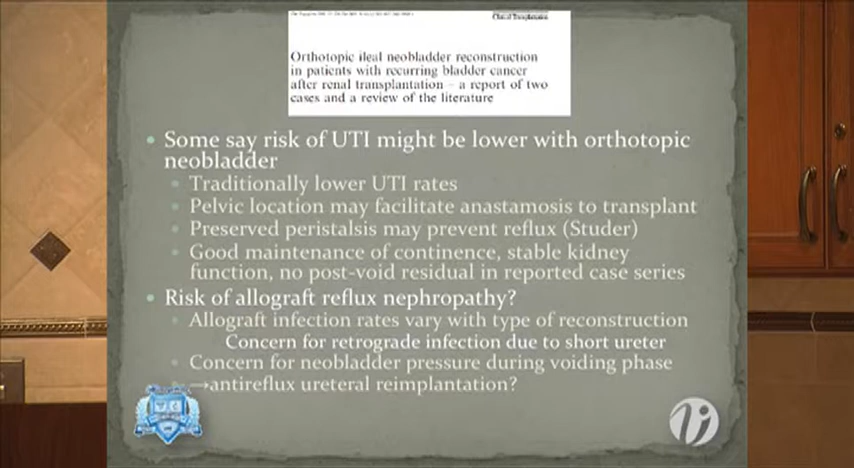 Clinical Transplantation
Orthotopic ileal neobladder reconstruction
in patients with recurring bladder cancer
after renal transplantation – a report of two
cases and a review of the literature
• Some say risk of UTI might be lower with orthotopic
neobladder
• Traditionally lower UTI rates
• Pelvic location may facilitate anastamosis to transplant
• Preserved peristalsis may prevent reflux (Studer)
• Good maintenance of continence, stable kidney
function, no post-void residual in reported case series
• Risk of allograft reflux nephropathy?
• Allograft infection rates vary with type of reconstruction
Concern for retrograde infection due to short ureter
• Concern for neobladder pressure during voiding phase
• →antireflux ureteral reimplantation?